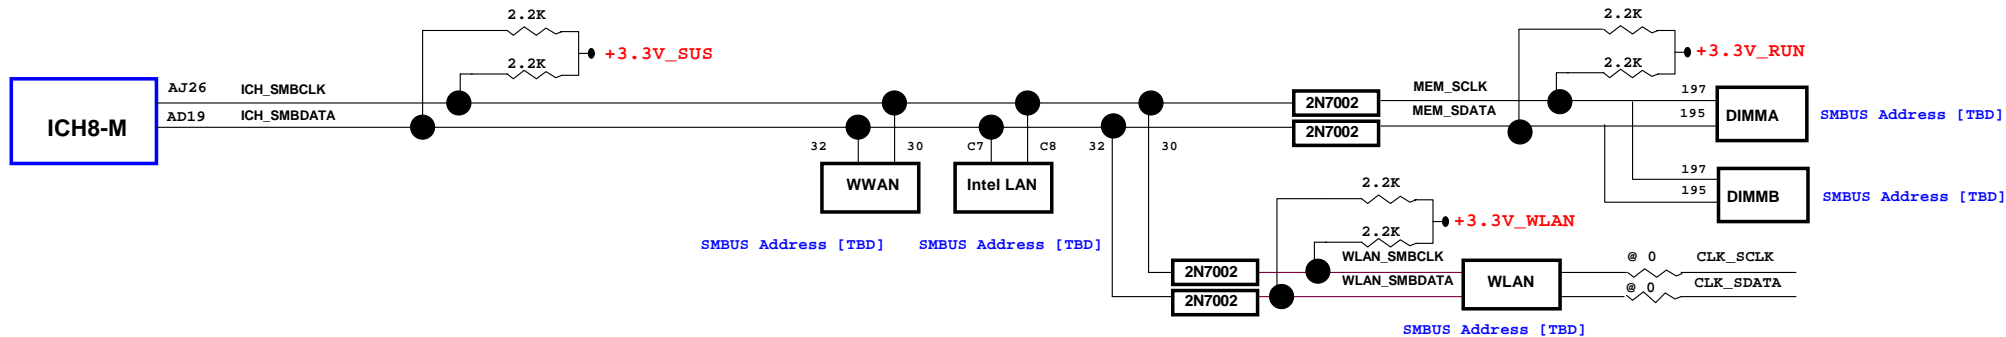 2.2K
+3.3V_SUS
2.2K
ICH8-M
AJ26
ICH_SMBCLK
AD19
ICH_SMBDATA
32
30
WWAN
SMBUS Address [TBD]
C7
C8
Intel LAN
SMBUS Address [TBD]
32
30
2N7002
2N7002
MEM_SCLK
MEM_SDATA
2.2K
+3.3V_RUN
2.2K
197
195
DIMMA
SMBUS Address [TBD]
197
195
DIMMB
SMBUS Address [TBD]
2.2K
+3.3V_WLAN
2.2K
2N7002
2N7002
WLAN_SMBCLK
WLAN_SMBDATA
WLAN
SMBUS Address [TBD]
@ 0
CLK_SCLK
@ 0
CLK_SDATA